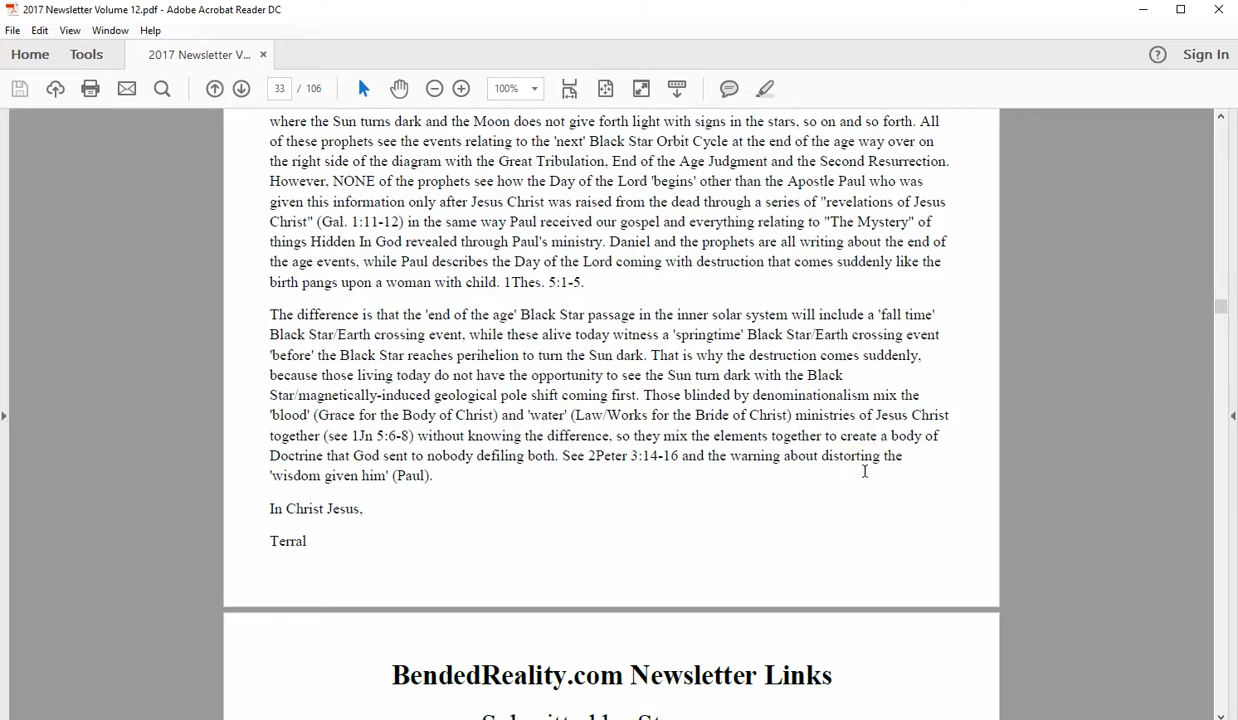 2017 Newsletter Volume 12.pdf - Adobe Acrobat Reader DC
File Edit View Window Help
Home Tools 2017 Newsletter V... × Sign In
33 / 106 100%
where the Sun turns dark and the Moon does not give forth light with signs in the stars, so on and so forth. All
of these prophets see the events relating to the 'next' Black Star Orbit Cycle at the end of the age way over on
the right side of the diagram with the Great Tribulation, End of the Age Judgment and the Second Resurrection.
However, NONE of the prophets see how the Day of the Lord 'begins' other than the Apostle Paul who was
given this information only after Jesus Christ was raised from the dead through a series of "revelations of Jesus
Christ" (Gal. 1:11-12) in the same way Paul received our gospel and everything relating to "The Mystery" of
things Hidden In God revealed through Paul's ministry. Daniel and the prophets are all writing about the end of
the age events, while Paul describes the Day of the Lord coming with destruction that comes suddenly like the
birth pangs upon a woman with child. 1Thes. 5:1-5.
The difference is that the 'end of the age' Black Star passage in the inner solar system will include a 'fall time'
Black Star/Earth crossing event, while these alive today witness a 'springtime' Black Star/Earth crossing event
'before' the Black Star reaches perihelion to turn the Sun dark. That is why the destruction comes suddenly,
because those living today do not have the opportunity to see the Sun turn dark with the Black
Star/magnetically-induced geological pole shift coming first. Those blinded by denominationalism mix the
'blood' (Grace for the Body of Christ) and 'water' (Law/Works for the Bride of Christ) ministries of Jesus Christ
together (see 1Jn 5:6-8) without knowing the difference, so they mix the elements together to create a body of
Doctrine that God sent to nobody defiling both. See 2Peter 3:14-16 and the warning about distorting the
'wisdom given him' (Paul).
In Christ Jesus,
Terral
BendedReality.com Newsletter Links